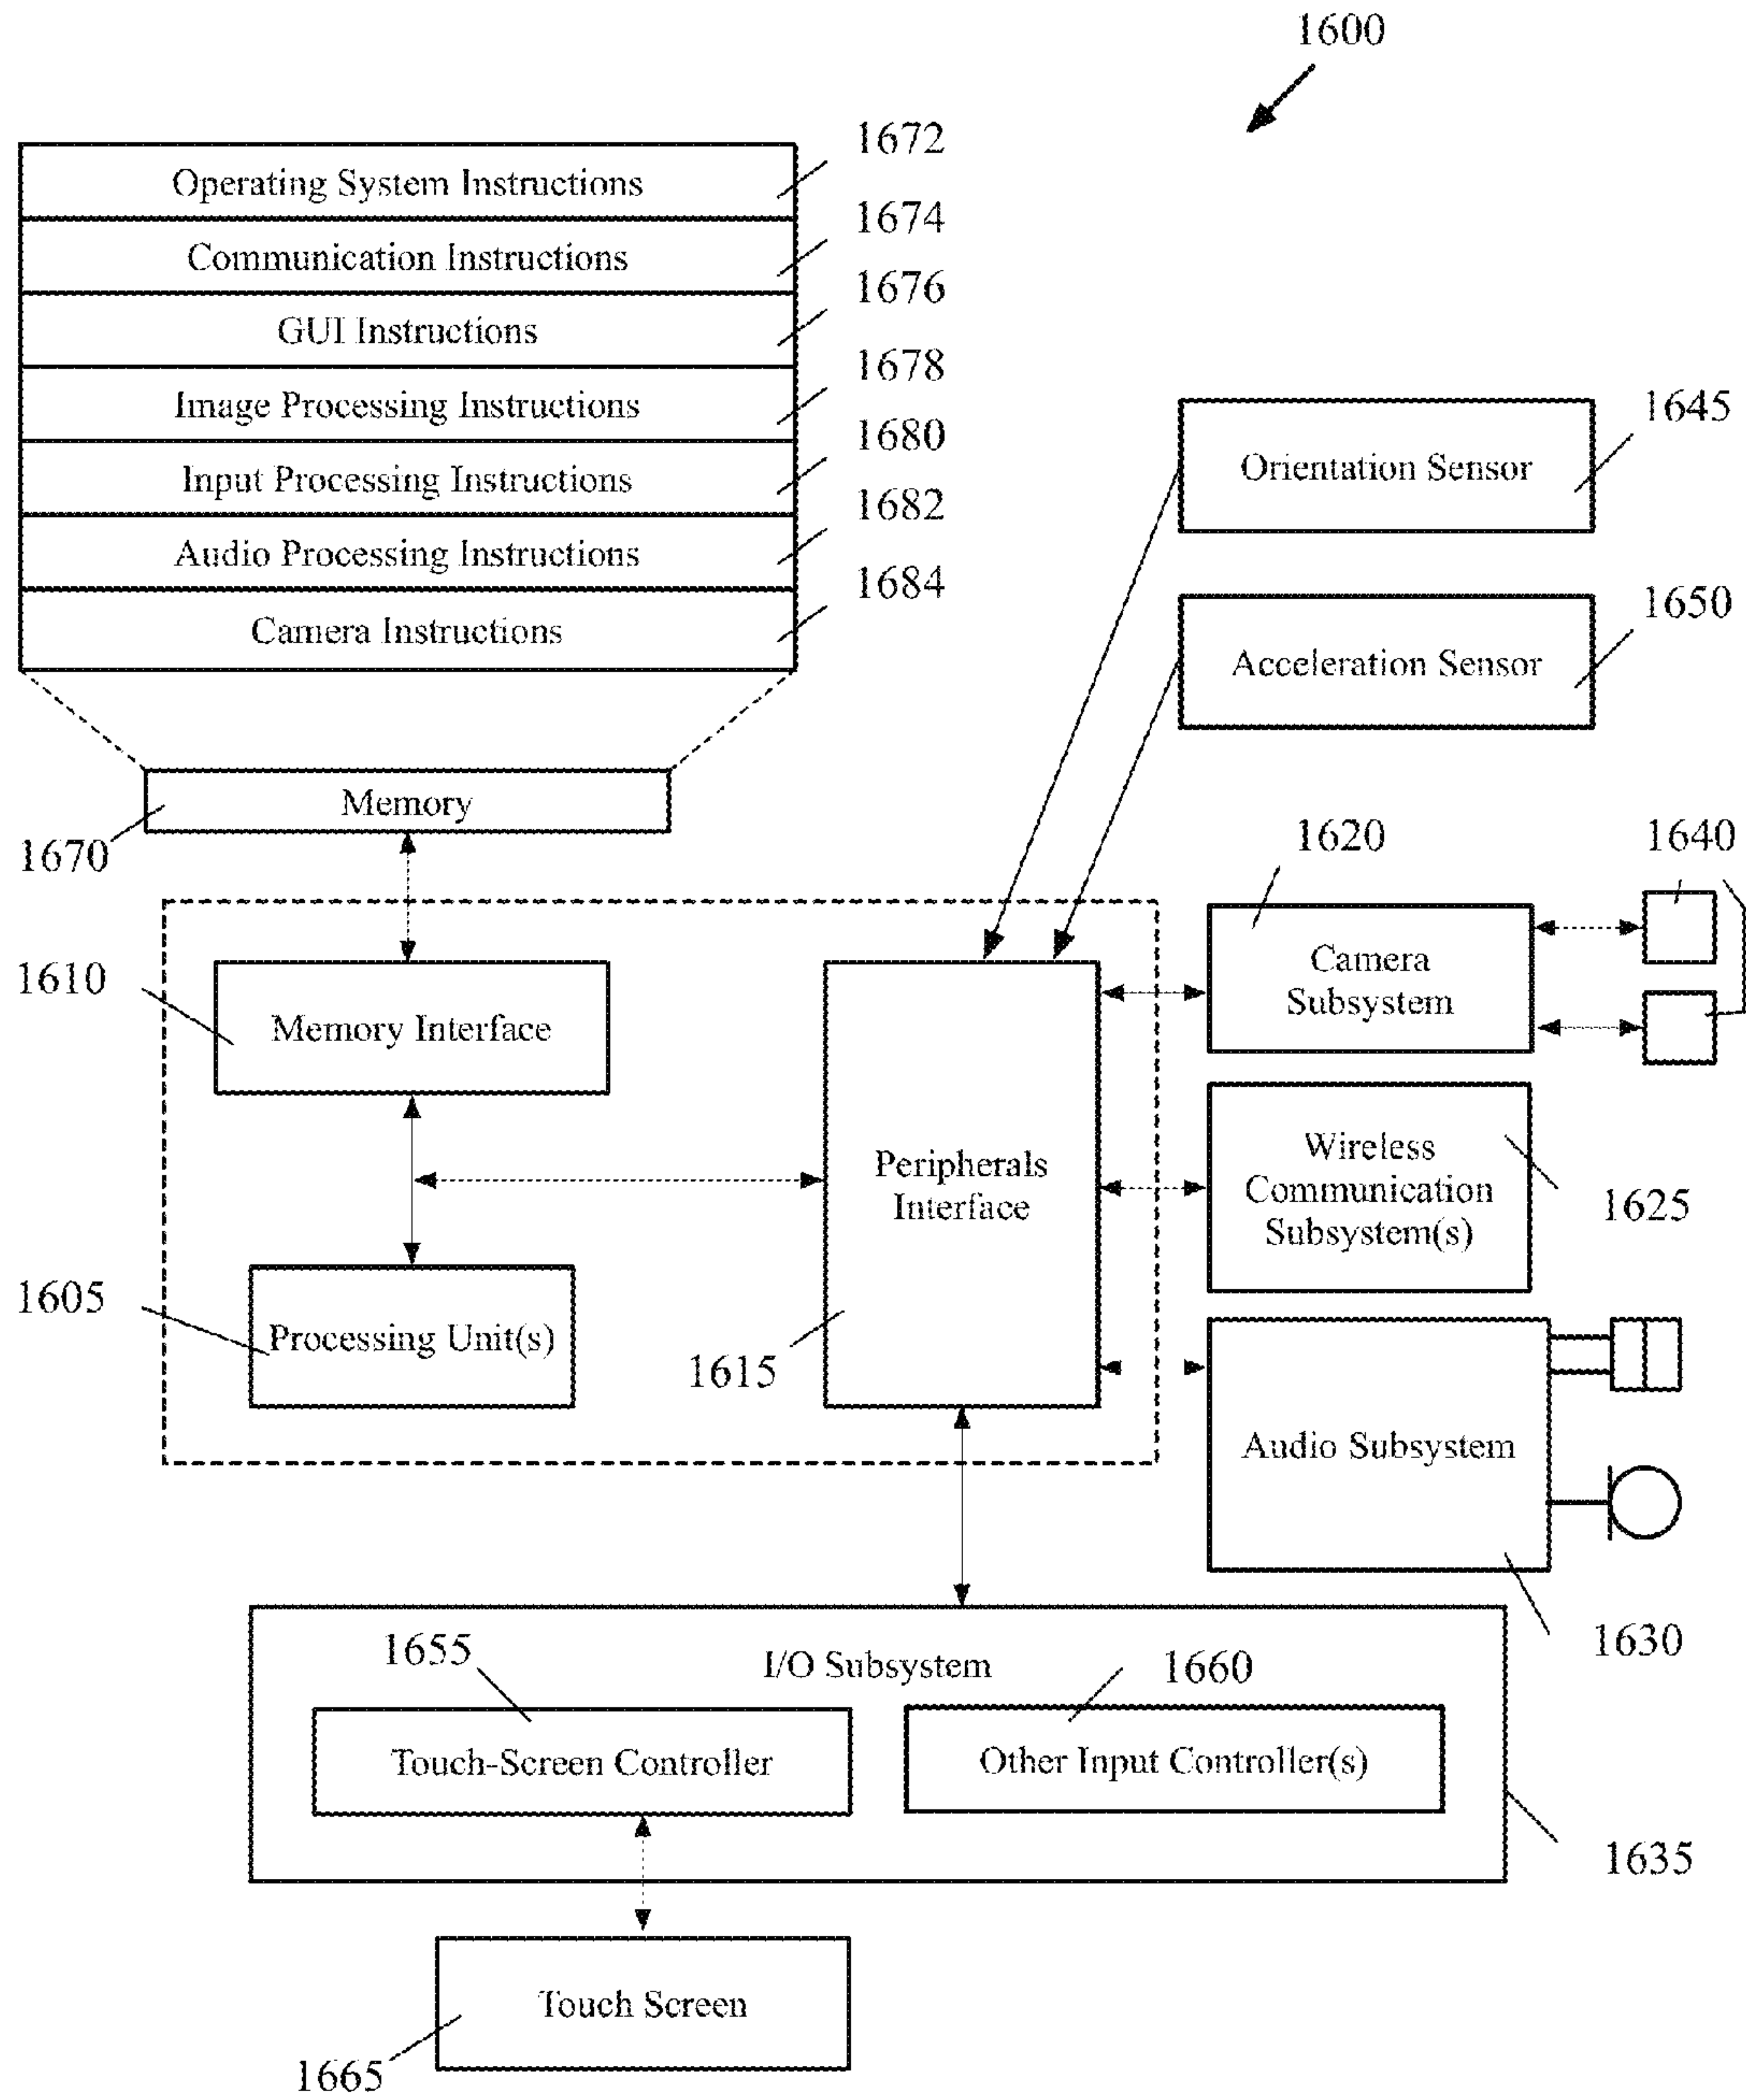 1600
1672
Operating System Instructions
1674
Communication Instructions
1676
GUI Instructions
1678
Image Processing Instructions
1680
Input Processing Instructions
1682
Audio Processing Instructions
1684
Camera Instructions
1645
Orientation Sensor
1650
Acceleration Sensor
Memory
1670
1620
1640
Camera
Subsystem
1610
Memory Interface
Peripherals
Interface
Wireless
Communication
Subsystem(s)
1625
1605
Processing Unit(s)
1615
Audio Subsystem
1630
I/O Subsystem
1655
1660
Touch-Screen Controller
Other Input Controller(s)
1635
Touch Screen
1665